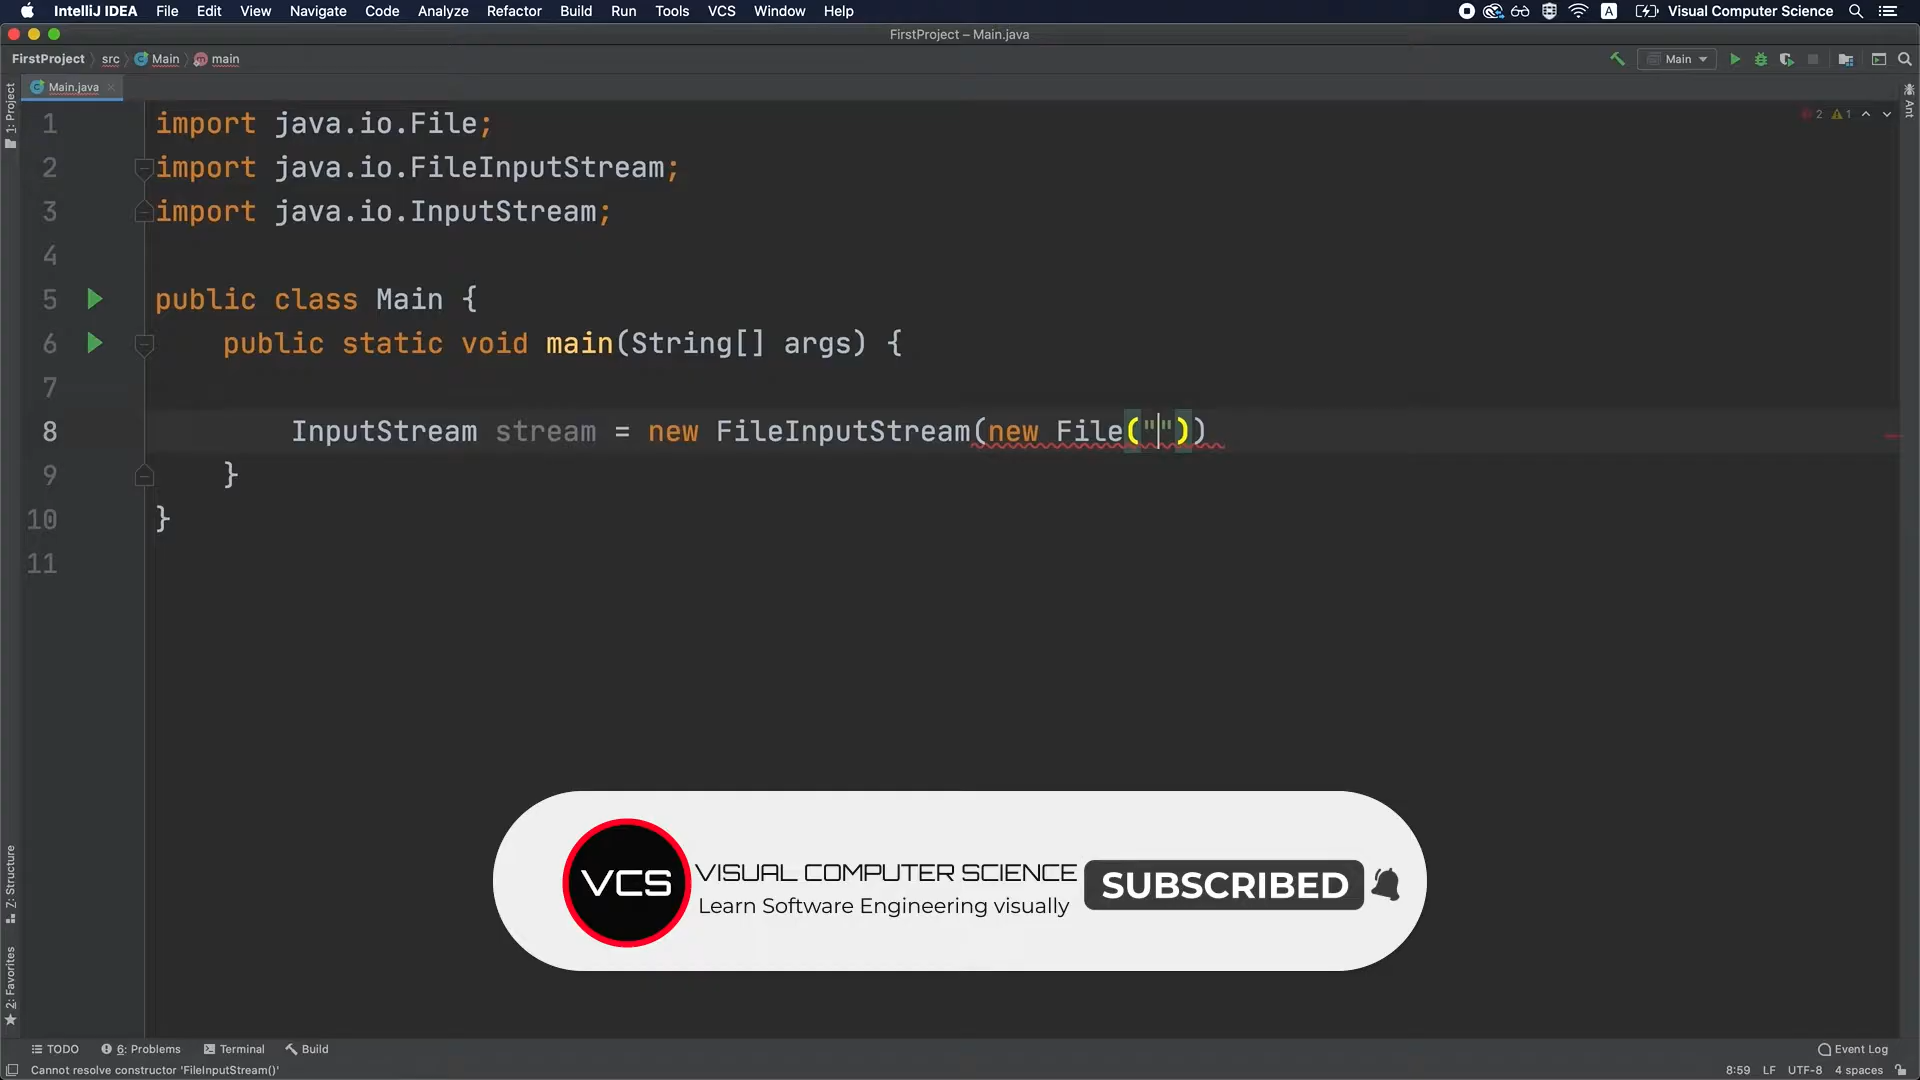 IntelliJ IDEA File Edit View Navigate Code Analyze Refactor Build Run Tools VCS Window Help A Visual Computer Science
FirstProject – Main.java
FirstProject src Main main Main
Main.java
1: Project
Ant
2 1
1 import java.io.File;
2 import java.io.FileInputStream;
3 import java.io.InputStream;
4
5 public class Main {
6 public static void main(String[] args) {
7
8 InputStream stream = new FileInputStream(new File(""))
9 }
10 }
11
VCS
VISUAL COMPUTER SCIENCE
Learn Software Engineering visually
SUBSCRIBED
Z: Structure
2: Favorites
TODO 6: Problems Terminal Build Event Log
Cannot resolve constructor 'FileInputStream()' 8:59 LF UTF-8 4 spaces